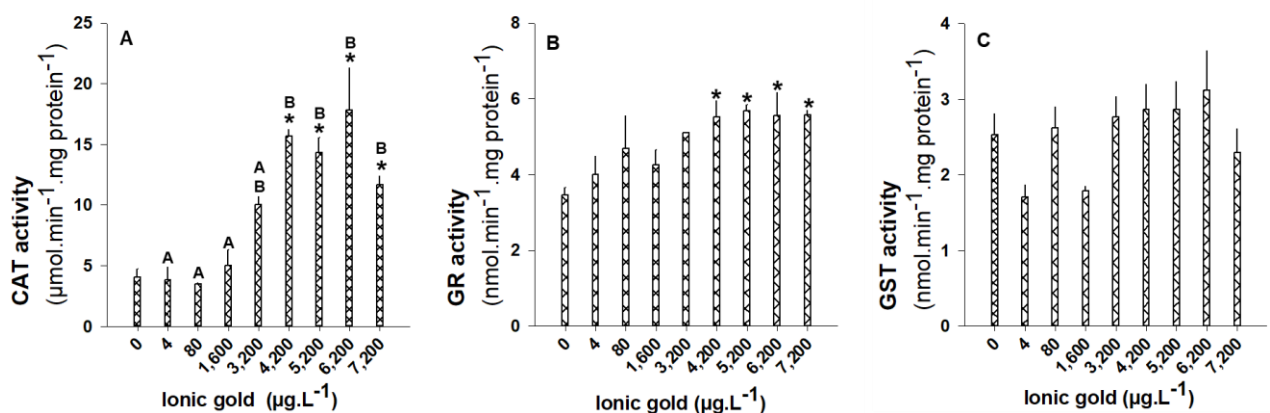 A
CAT activity
(µmol.min⁻¹.mg protein⁻¹)
25
20
15
10
5
0
A
A
A
A
B
B
*
B
*
B
*
B
*
0
4
80
1,600
3,200
4,200
5,200
6,200
7,200
Ionic gold (µg.L⁻¹)
B
GR activity
(nmol.min⁻¹.mg protein⁻¹)
8
6
4
2
0
*
*
*
*
0
4
80
1,600
3,200
4,200
5,200
6,200
7,200
Ionic gold (µg.L⁻¹)
C
GST activity
(nmol.min⁻¹.mg protein⁻¹)
4
3
2
1
0
0
4
80
1,600
3,200
4,200
5,200
6,200
7,200
Ionic gold (µg.L⁻¹)